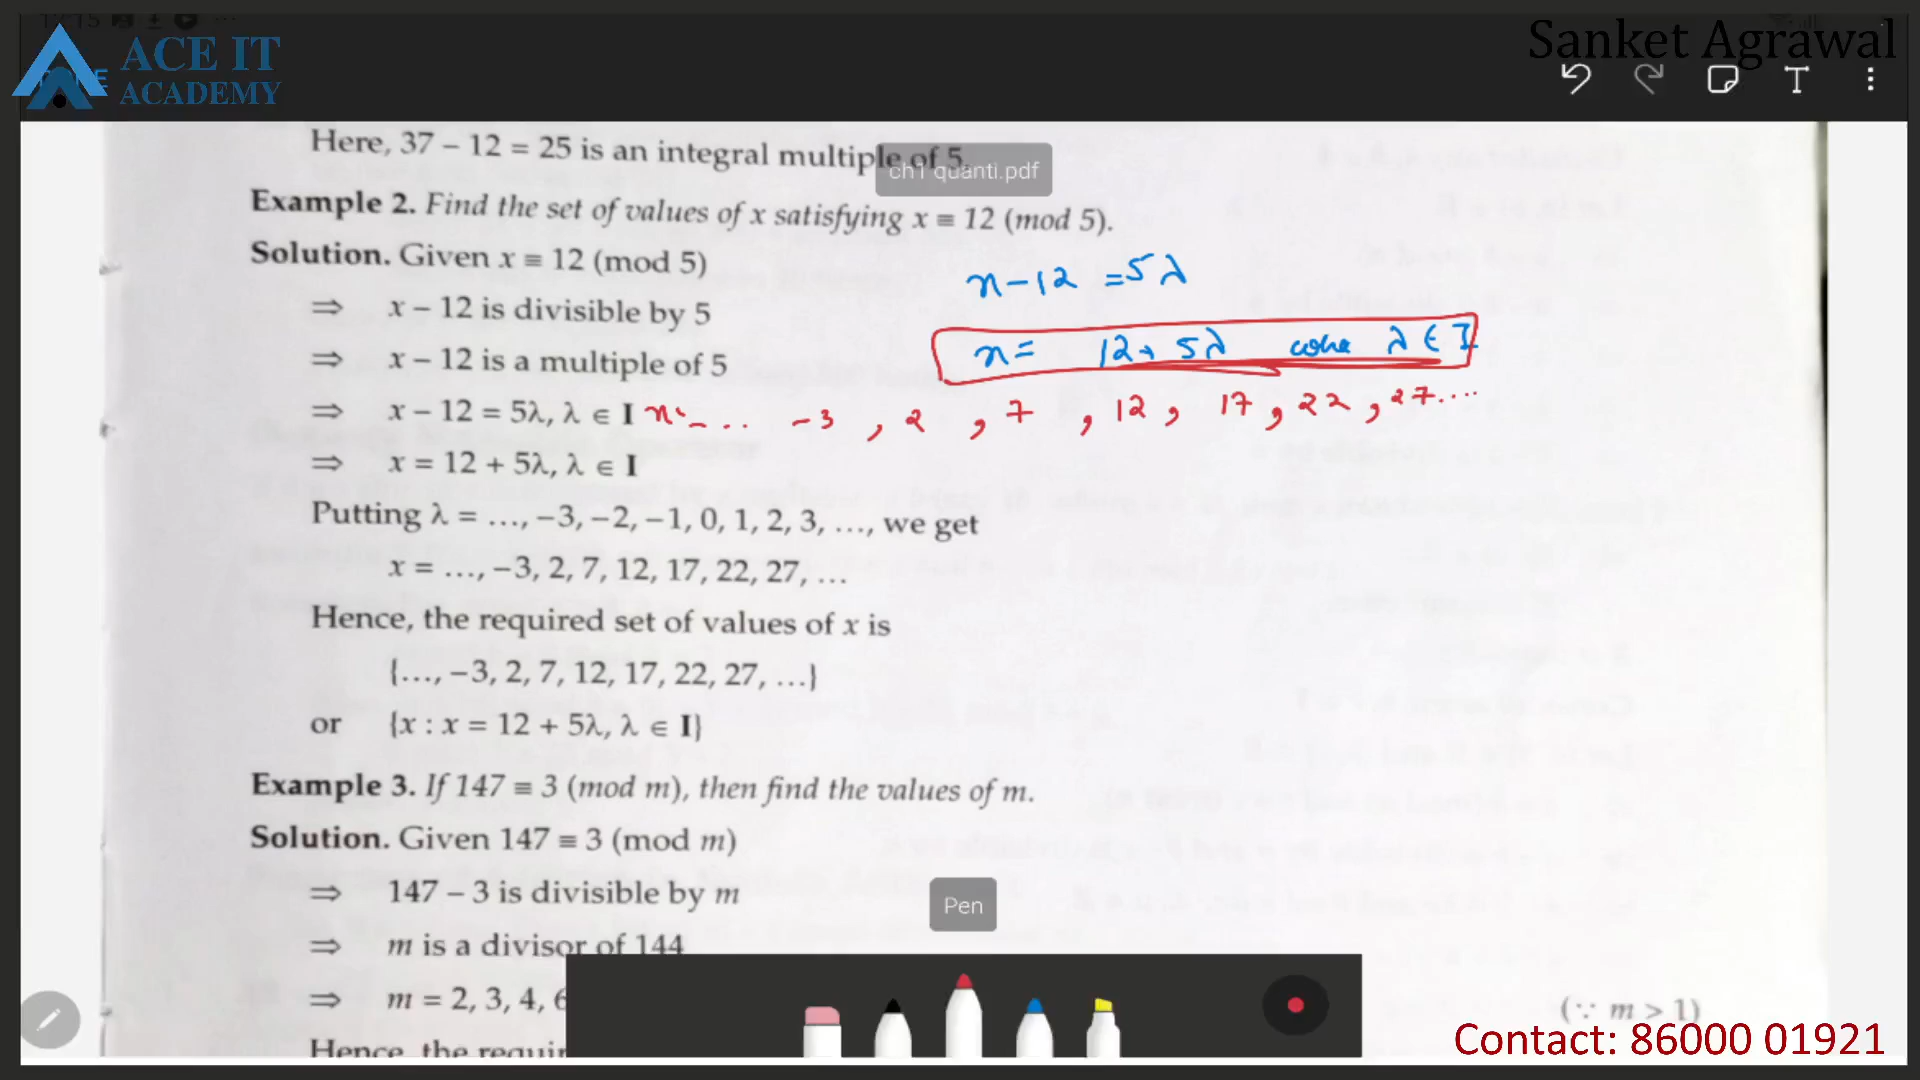 ACE IT
ACADEMY
Sanket Agrawal
T
Here, 37 – 12 = 25 is an integral multiple of 5.
ch1 quanti.pdf
Example 2. Find the set of values of x satisfying x ≡ 12 (mod 5).
Solution. Given x ≡ 12 (mod 5)
x – 12 = 5λ
⇒ x – 12 is divisible by 5
x = 12 + 5λ where λ ∈ I
⇒ x – 12 is a multiple of 5
⇒ x – 12 = 5λ, λ ∈ I
x = ... –3, 2, 7, 12, 17, 22, 27....
⇒ x = 12 + 5λ, λ ∈ I
Putting λ = ..., –3, –2, –1, 0, 1, 2, 3, ..., we get
x = ..., –3, 2, 7, 12, 17, 22, 27, ...
Hence, the required set of values of x is
{..., –3, 2, 7, 12, 17, 22, 27, ...}
or {x : x = 12 + 5λ, λ ∈ I}
Example 3. If 147 ≡ 3 (mod m), then find the values of m.
Solution. Given 147 ≡ 3 (mod m)
⇒ 147 – 3 is divisible by m
Pen
⇒ m is a divisor of 144
⇒ m = 2, 3, 4, 6
(∵ m > 1)
Hence, the
Contact: 86000 01921